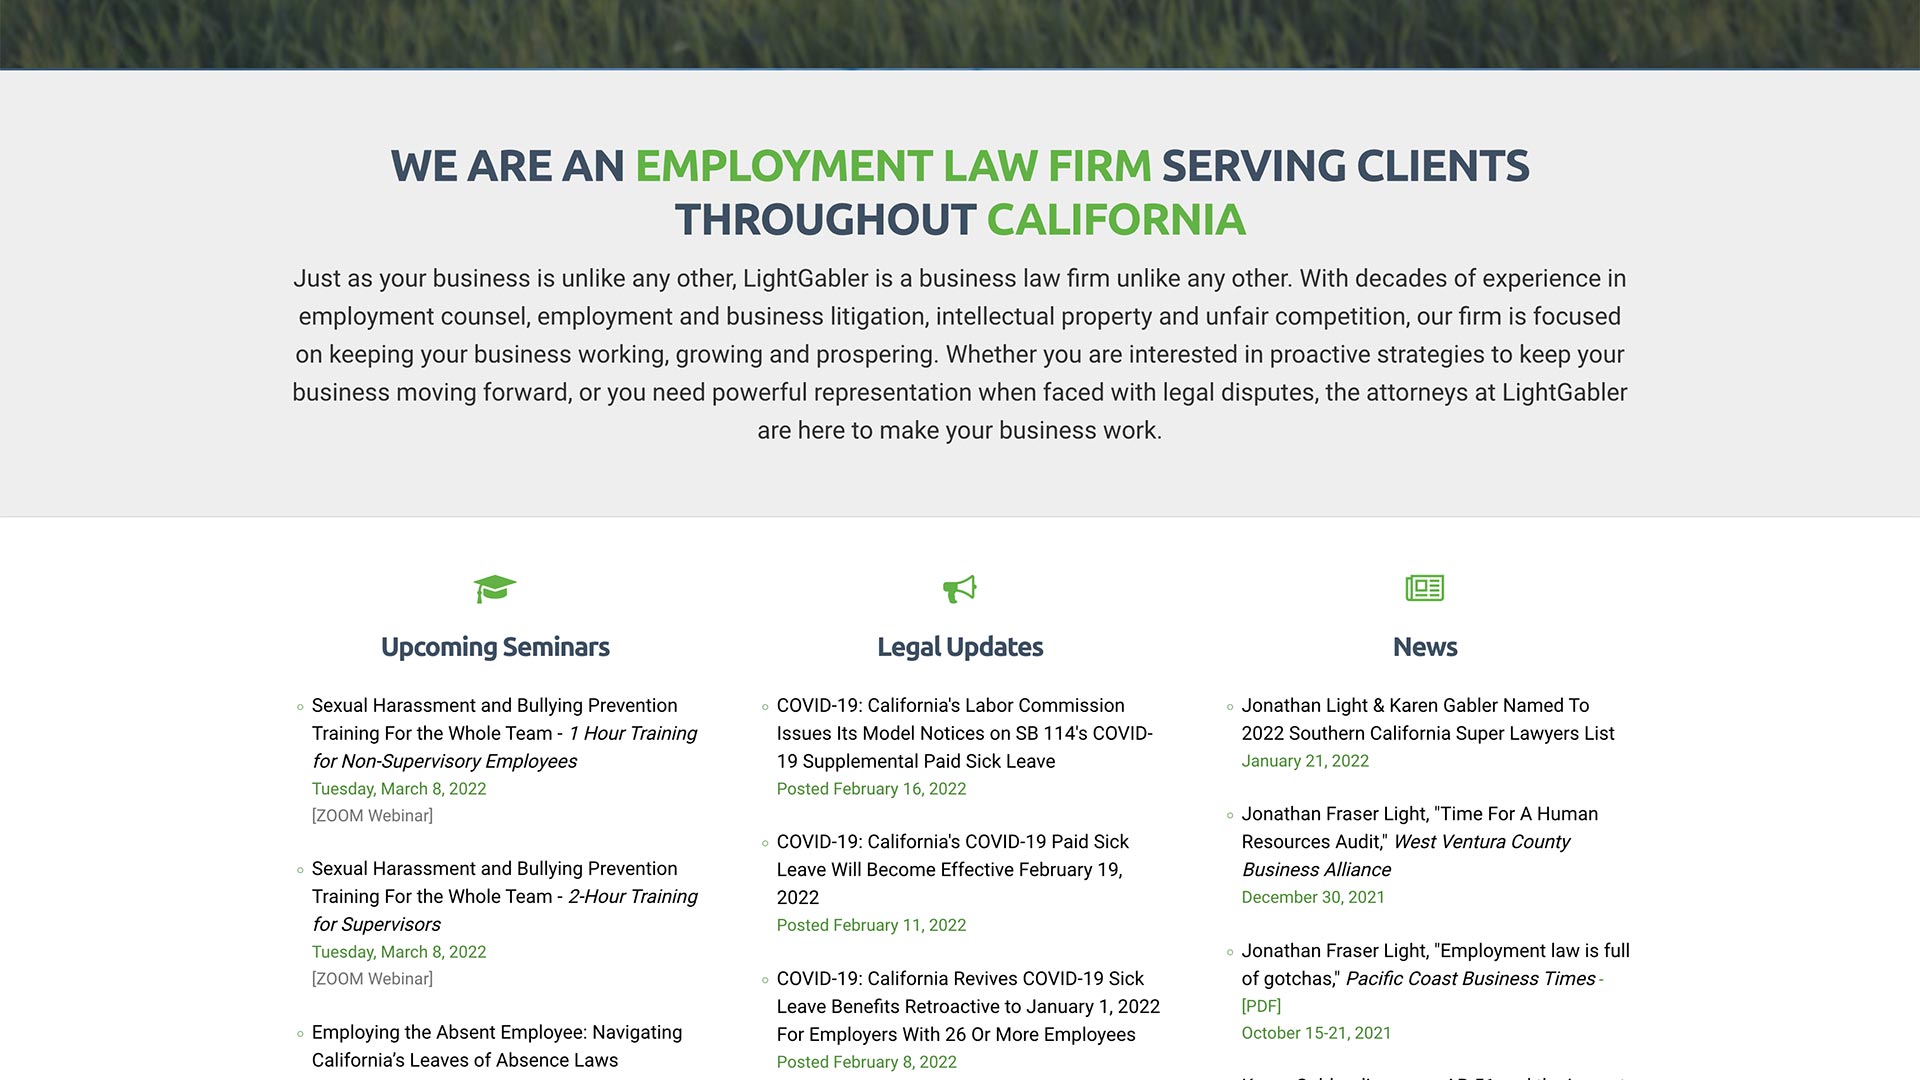 WE ARE AN EMPLOYMENT LAW FIRM SERVING CLIENTS
THROUGHOUT CALIFORNIA
Just as your business is unlike any other, LightGabler is a business law firm unlike any other. With decades of experience in
employment counsel, employment and business litigation, intellectual property and unfair competition, our firm is focused
on keeping your business working, growing and prospering. Whether you are interested in proactive strategies to keep your
business moving forward, or you need powerful representation when faced with legal disputes, the attorneys at LightGabler
are here to make your business work.
Upcoming Seminars
Sexual Harassment and Bullying Prevention
Training For the Whole Team - 1 Hour Training
for Non-Supervisory Employees
Tuesday, March 8, 2022
[ZOOM Webinar]
Sexual Harassment and Bullying Prevention
Training For the Whole Team - 2-Hour Training
for Supervisors
Tuesday, March 8, 2022
[ZOOM Webinar]
Employing the Absent Employee: Navigating
California’s Leaves of Absence Laws
Legal Updates
COVID-19: California's Labor Commission
Issues Its Model Notices on SB 114's COVID-
19 Supplemental Paid Sick Leave
Posted February 16, 2022
COVID-19: California's COVID-19 Paid Sick
Leave Will Become Effective February 19,
2022
Posted February 11, 2022
COVID-19: California Revives COVID-19 Sick
Leave Benefits Retroactive to January 1, 2022
For Employers With 26 Or More Employees
Posted February 8, 2022
News
Jonathan Light & Karen Gabler Named To
2022 Southern California Super Lawyers List
January 21, 2022
Jonathan Fraser Light, "Time For A Human
Resources Audit," West Ventura County
Business Alliance
December 30, 2021
Jonathan Fraser Light, "Employment law is full
of gotchas," Pacific Coast Business Times -
[PDF]
October 15-21, 2021